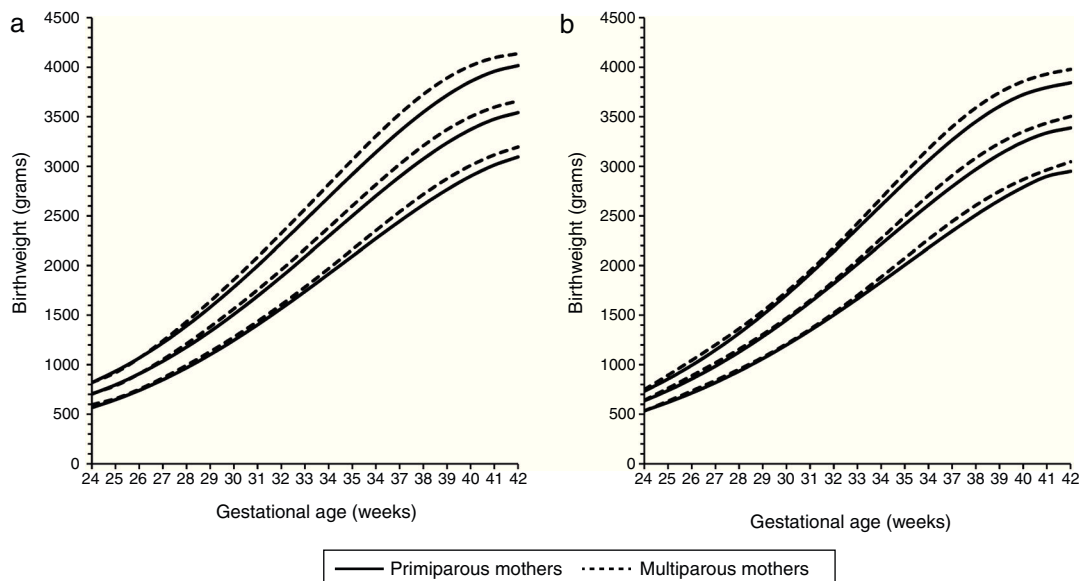 a
4500
4000
3500
3000
2500
2000
1500
1000
500
0
Birthweight (grams)
24 25 26 27 28 29 30 31 32 33 34 35 36 37 38 39 40 41 42
Gestational age (weeks)
b
4500
4000
3500
3000
2500
2000
1500
1000
500
0
Birthweight (grams)
24 25 26 27 28 29 30 31 32 33 34 35 36 37 38 39 40 41 42
Gestational age (weeks)
Primiparous mothers Multiparous mothers